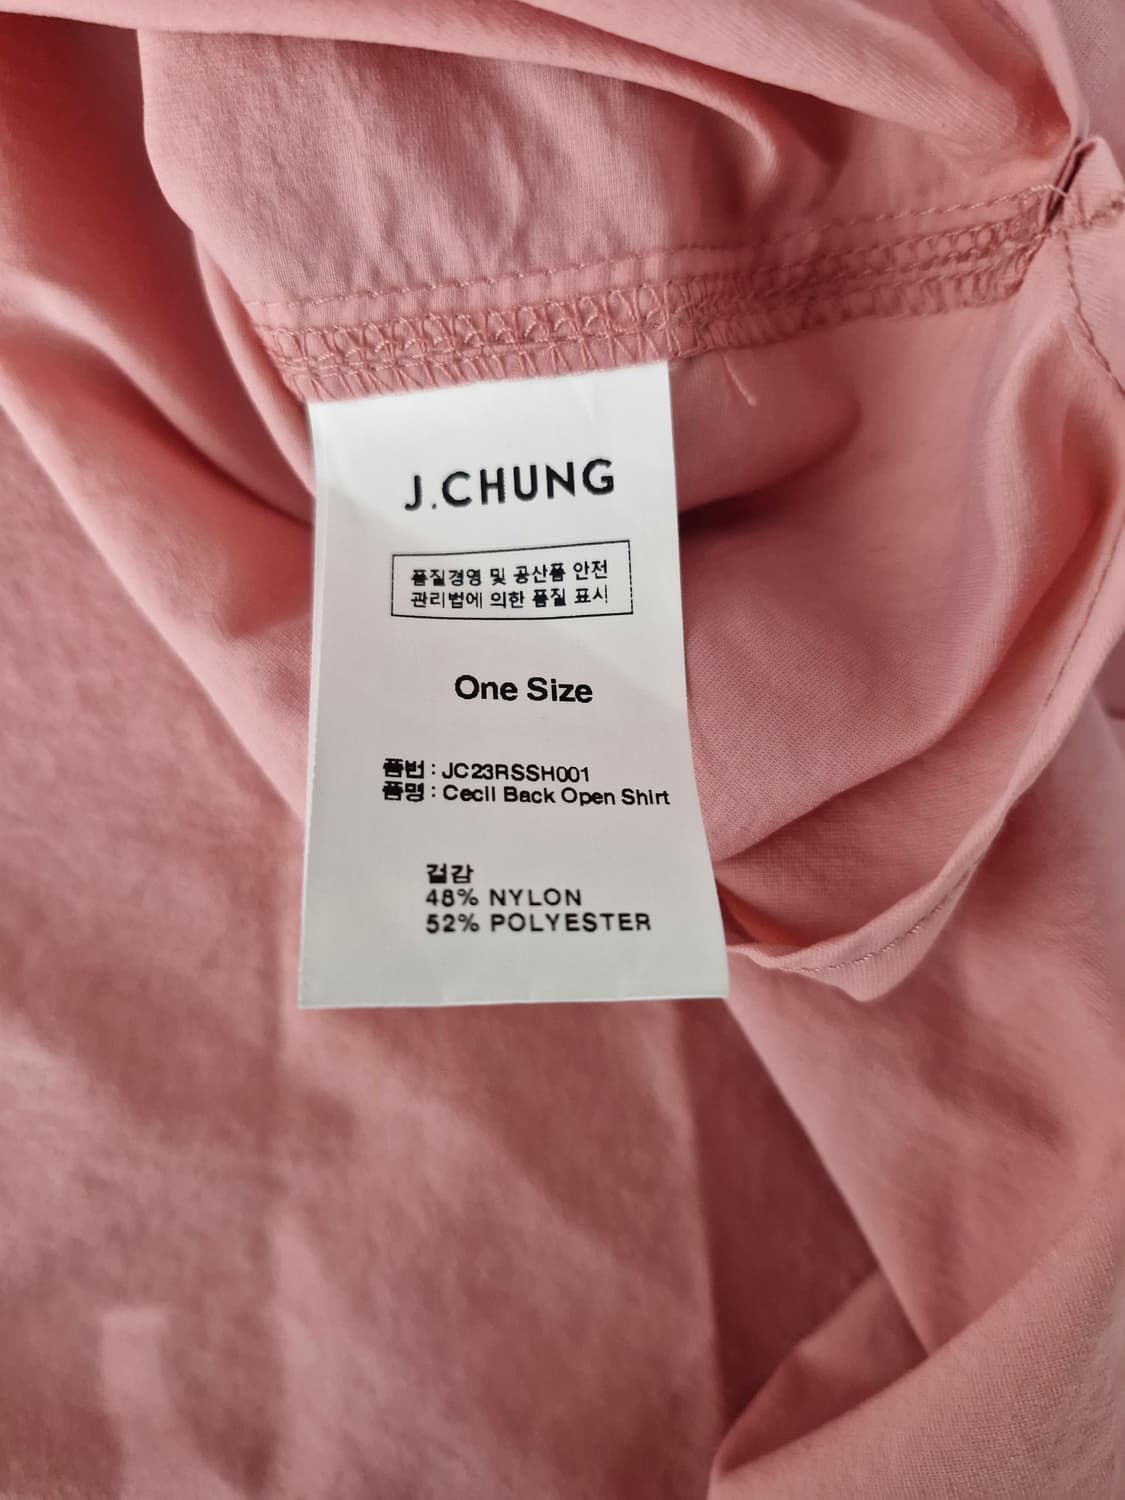 J.CHUNG
품질경영 및 공산품 안전
관리법에 의한 품질 표시
One Size
품번 : JC23RSSH001
품명 : Cecil Back Open Shirt
겉감
48% NYLON
52% POLYESTER